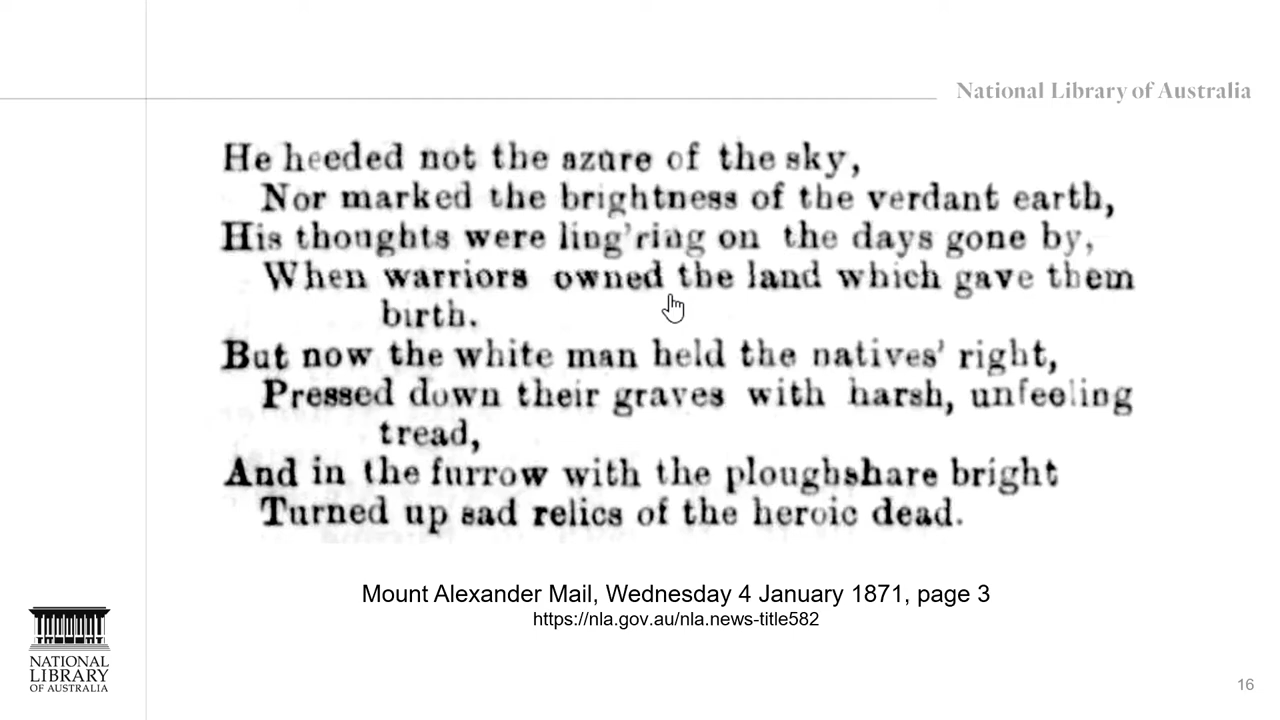 National Library of Australia
He heeded not the azure of the sky,
Nor marked the brightness of the verdant earth,
His thoughts were ling'ring on the days gone by,
When warriors owned the land which gave them
birth.
But now the white man held the natives' right,
Pressed down their graves with harsh, unfeeling
tread,
And in the furrow with the ploughshare bright
Turned up sad relics of the heroic dead.
Mount Alexander Mail, Wednesday 4 January 1871, page 3
https://nla.gov.au/nla.news-title582
NATIONAL
LIBRARY
OF AUSTRALIA
16